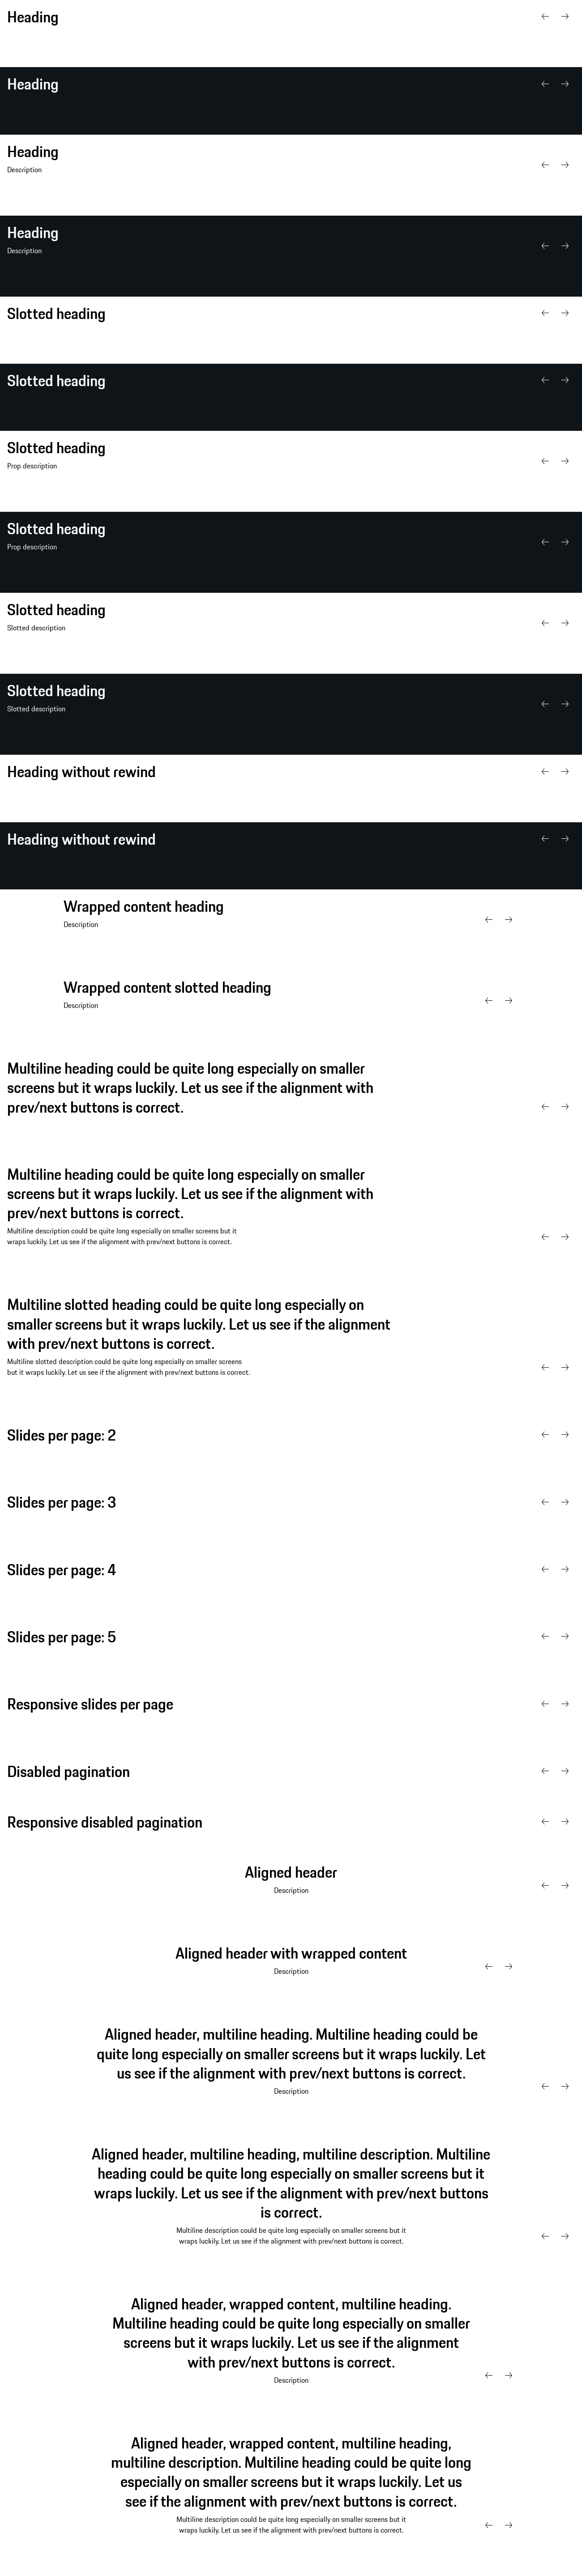 Heading
Heading
Heading
Description
Heading
Description
Slotted heading
Slotted heading
Slotted heading
Prop description
Slotted heading
Prop description
Slotted heading
Slotted description
Slotted heading
Slotted description
Heading without rewind
Heading without rewind
Wrapped content heading
Description
Wrapped content slotted heading
Description
Multiline heading could be quite long especially on smaller
screens but it wraps luckily. Let us see if the alignment with
prev/next buttons is correct.
Multiline heading could be quite long especially on smaller
screens but it wraps luckily. Let us see if the alignment with
prev/next buttons is correct.
Multiline description could be quite long especially on smaller screens but it
wraps luckily. Let us see if the alignment with prev/next buttons is correct.
Multiline slotted heading could be quite long especially on
smaller screens but it wraps luckily. Let us see if the alignment
with prev/next buttons is correct.
Multiline slotted description could be quite long especially on smaller screens
but it wraps luckily. Let us see if the alignment with prev/next buttons is correct.
Slides per page: 2
Slides per page: 3
Slides per page: 4
Slides per page: 5
Responsive slides per page
Disabled pagination
Responsive disabled pagination
Aligned header
Description
Aligned header with wrapped content
Description
Aligned header, multiline heading. Multiline heading could be
quite long especially on smaller screens but it wraps luckily. Let
us see if the alignment with prev/next buttons is correct.
Description
Aligned header, multiline heading, multiline description. Multiline
heading could be quite long especially on smaller screens but it
wraps luckily. Let us see if the alignment with prev/next buttons
is correct.
Multiline description could be quite long especially on smaller screens but it
wraps luckily. Let us see if the alignment with prev/next buttons is correct.
Aligned header, wrapped content, multiline heading.
Multiline heading could be quite long especially on smaller
screens but it wraps luckily. Let us see if the alignment
with prev/next buttons is correct.
Description
Aligned header, wrapped content, multiline heading,
multiline description. Multiline heading could be quite long
especially on smaller screens but it wraps luckily. Let us
see if the alignment with prev/next buttons is correct.
Multiline description could be quite long especially on smaller screens but it
wraps luckily. Let us see if the alignment with prev/next buttons is correct.